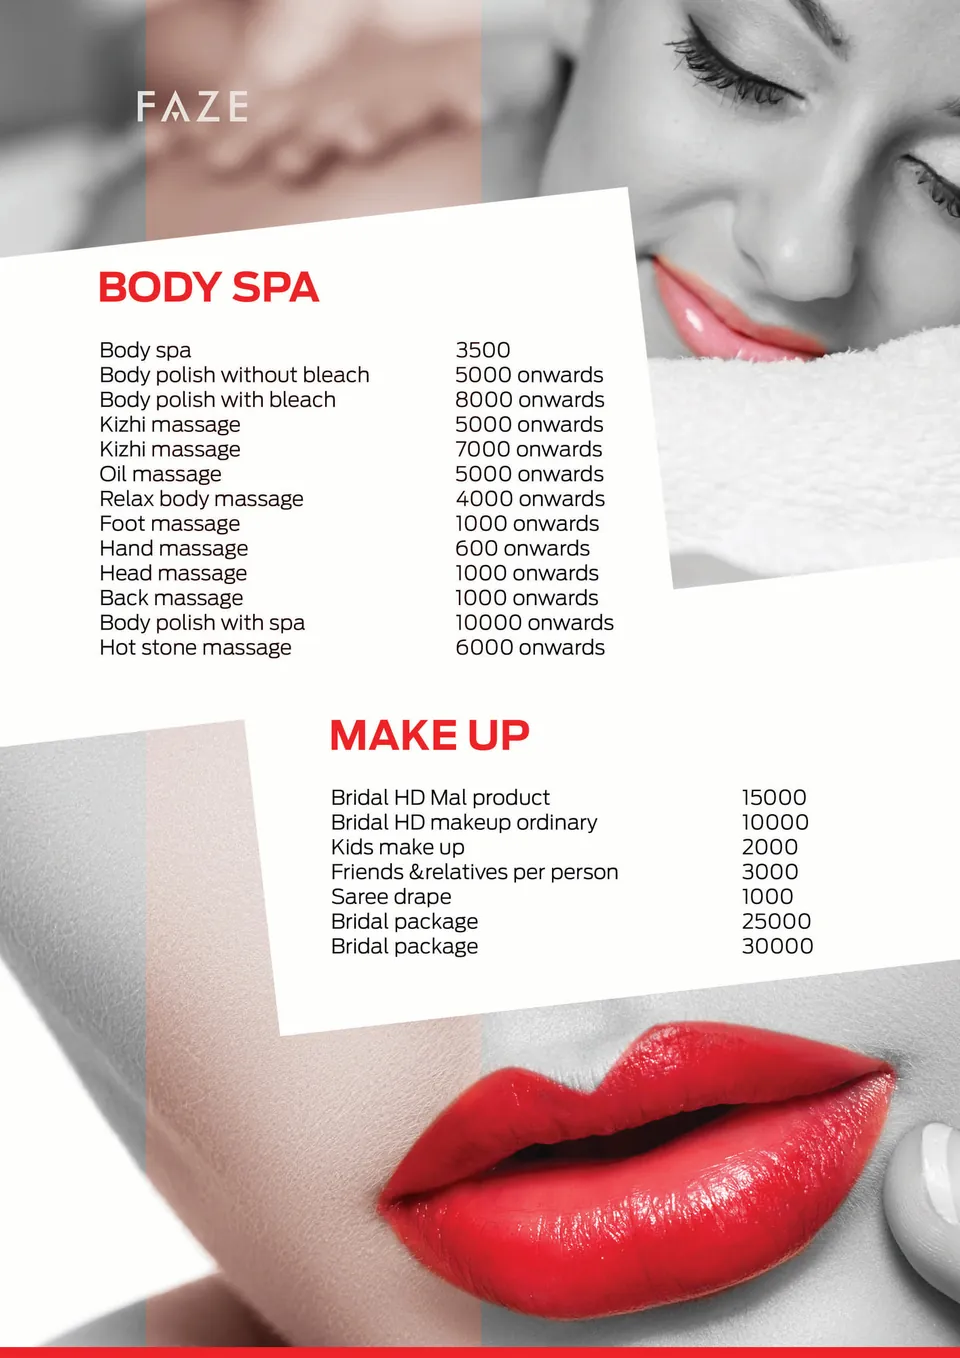 FAZE
BODY SPA
Body spa 3500
Body polish without bleach 5000 onwards
Body polish with bleach 8000 onwards
Kizhi massage 5000 onwards
Kizhi massage 7000 onwards
Oil massage 5000 onwards
Relax body massage 4000 onwards
Foot massage 1000 onwards
Hand massage 600 onwards
Head massage 1000 onwards
Back massage 1000 onwards
Body polish with spa 10000 onwards
Hot stone massage 6000 onwards
MAKE UP
Bridal HD Mal product 15000
Bridal HD makeup ordinary 10000
Kids make up 2000
Friends &relatives per person 3000
Saree drape 1000
Bridal package 25000
Bridal package 30000